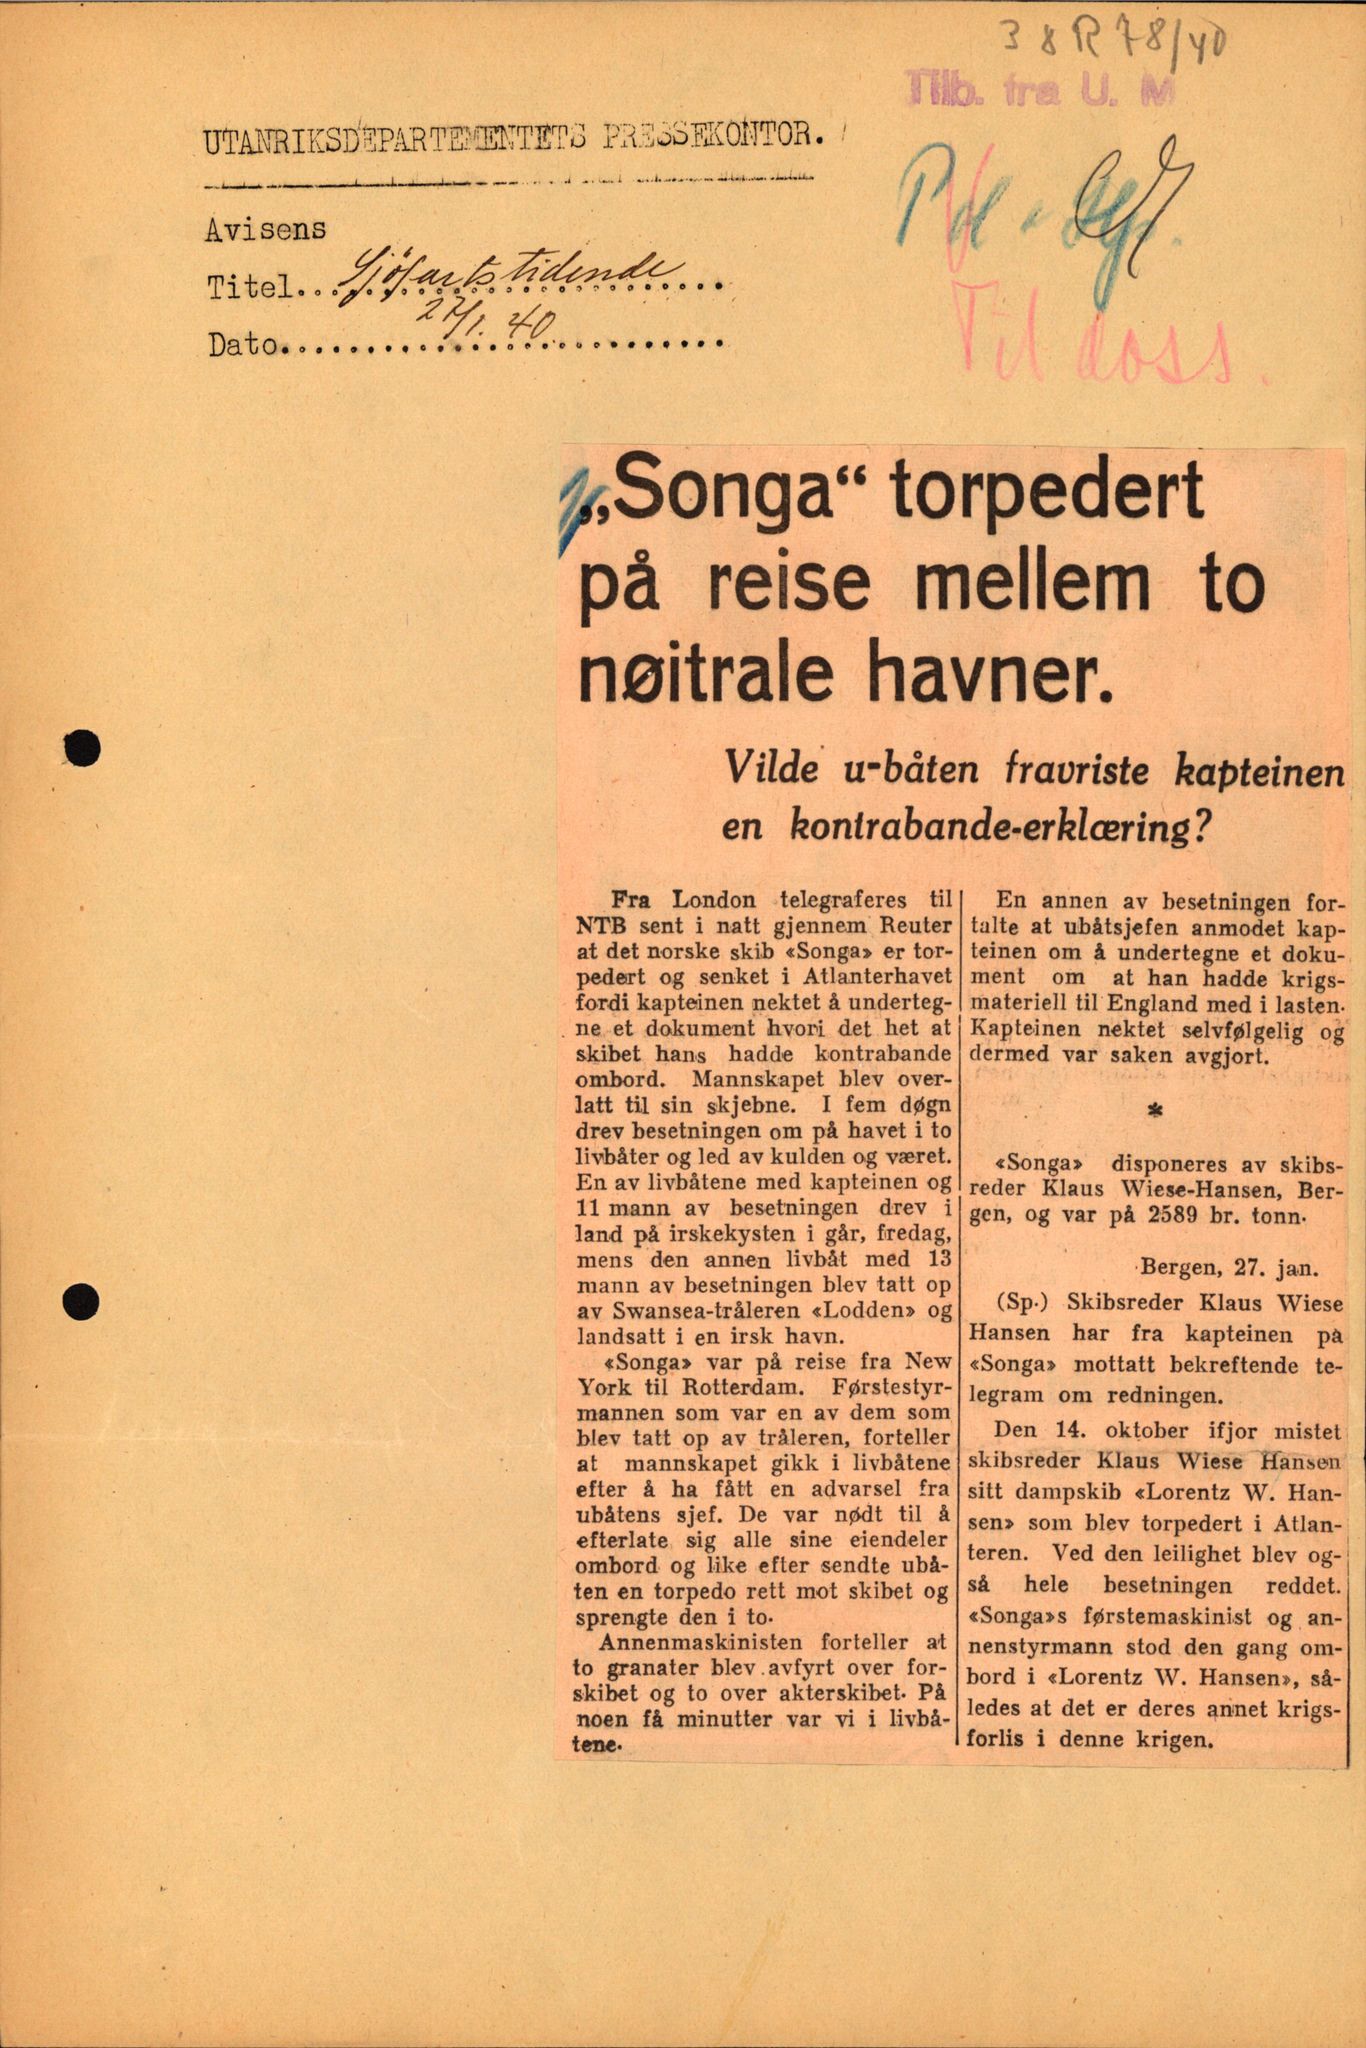 38R78/40
Tilb. fra U. M
UTANRIKSDEPARTEMENTETS PRESSEKONTOR.
Avisens
Titel...Sjöfartstidende
Dato...27/1. 40
Til doss.
„Songa“ torpedert
på reise mellem to
nøitrale havner.
Vilde u-båten fravriste kapteinen
en kontrabande-erklæring?
Fra London telegraferes til
NTB sent i natt gjennem Reuter
at det norske skib «Songa» er tor-
pedert og senket i Atlanterhavet
fordi kapteinen nektet å underteg-
ne et dokument hvori det het at
skibet hans hadde kontrabande
ombord. Mannskapet blev over-
latt til sin skjebne. I fem døgn
drev besetningen om på havet i to
livbåter og led av kulden og været.
En av livbåtene med kapteinen og
11 mann av besetningen drev i
land på irskekysten i går, fredag,
mens den annen livbåt med 13
mann av besetningen blev tatt op
av Swansea-tråleren «Lodden» og
landsatt i en irsk havn.
«Songa» var på reise fra New
York til Rotterdam. Førstestyr-
mannen som var en av dem som
blev tatt op av tråleren, forteller
at mannskapet gikk i livbåtene
efter å ha fått en advarsel fra
ubåtens sjef. De var nødt til å
efterlate sig alle sine eiendeler
ombord og like efter sendte ubå-
ten en torpedo rett mot skibet og
sprengte den i to.
Annenmaskinisten forteller at
to granater blev avfyrt over for-
skibet og to over akterskibet. På
noen få minutter var vi i livbå-
tene.
En annen av besetningen for-
talte at ubåtsjefen anmodet kap-
teinen om å undertegne et doku-
ment om at han hadde krigs-
materiell til England med i lasten.
Kapteinen nektet selvfølgelig og
dermed var saken avgjort.
*
«Songa» disponeres av skibs-
reder Klaus Wiese-Hansen, Ber-
gen, og var på 2589 br. tonn.
Bergen, 27. jan.
(Sp.) Skibsreder Klaus Wiese
Hansen har fra kapteinen på
«Songa» mottatt bekreftende te-
legram om redningen.
Den 14. oktober ifjor mistet
skibsreder Klaus Wiese Hansen
sitt dampskib «Lorentz W. Han-
sen» som blev torpedert i Atlan-
teren. Ved den leilighet blev og-
så hele besetningen reddet.
«Songa»s førstemaskinist og an-
nenstyrmann stod den gang om-
bord i «Lorentz W. Hansen», så-
ledes at det er deres annet krigs-
forlis i denne krigen.